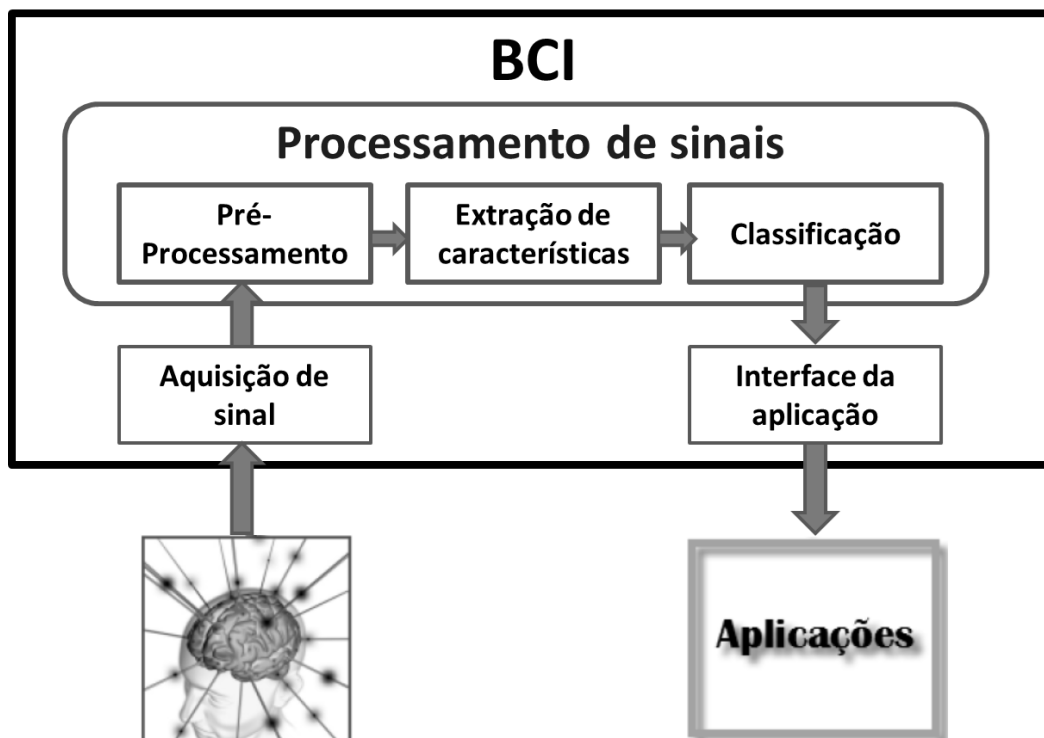 BCI
Processamento de sinais
Pré-
Processamento
Extração de
características
Classificação
Aquisição de
sinal
Interface da
aplicação
Aplicações